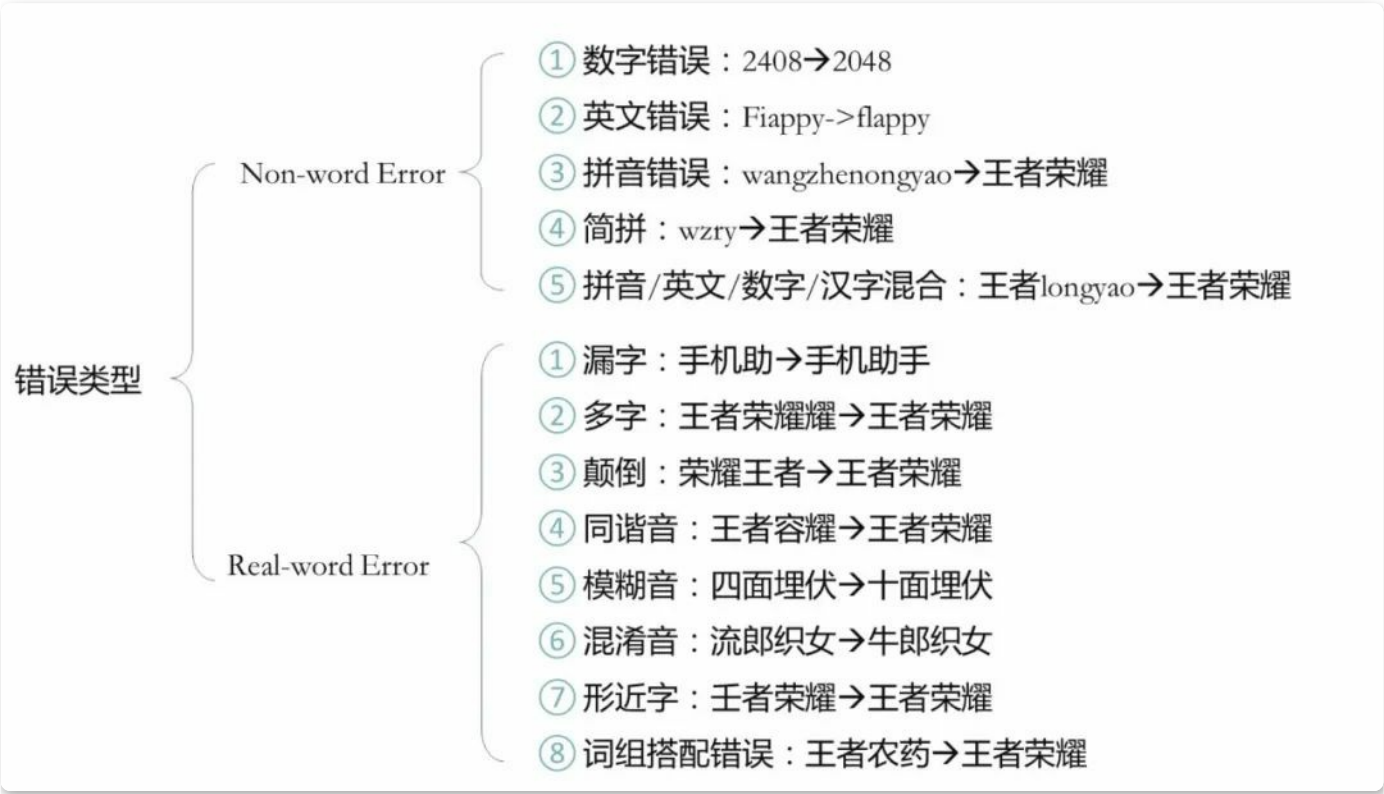 错误类型
Non-word Error
① 数字错误：2408→2048
② 英文错误：Fiappy->flappy
③ 拼音错误：wangzhenongyao→王者荣耀
④ 简拼：wzry→王者荣耀
⑤ 拼音/英文/数字/汉字混合：王者longyao→王者荣耀
Real-word Error
① 漏字：手机助→手机助手
② 多字：王者荣耀耀→王者荣耀
③ 颠倒：荣耀王者→王者荣耀
④ 同谐音：王者容耀→王者荣耀
⑤ 模糊音：四面埋伏→十面埋伏
⑥ 混淆音：流郎织女→牛郎织女
⑦ 形近字：壬者荣耀→王者荣耀
⑧ 词组搭配错误：王者农药→王者荣耀